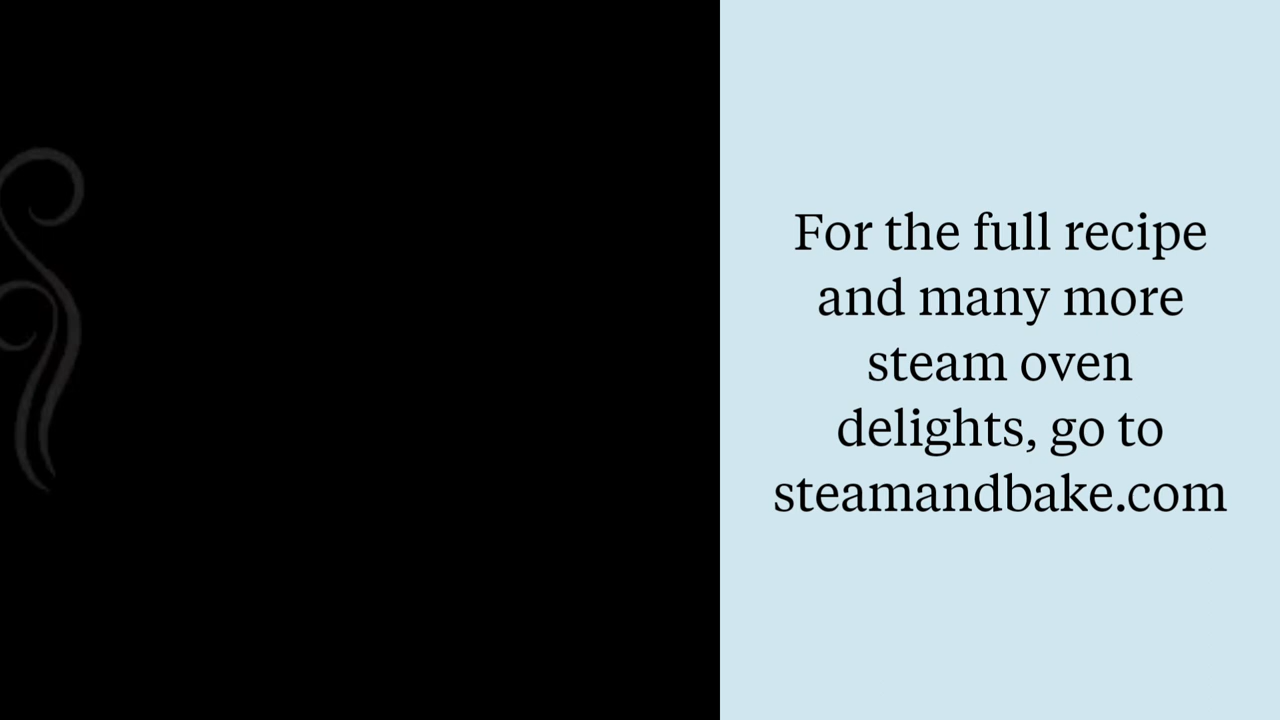 For the full recipe
and many more
steam oven
delights, go to
steamandbake.com